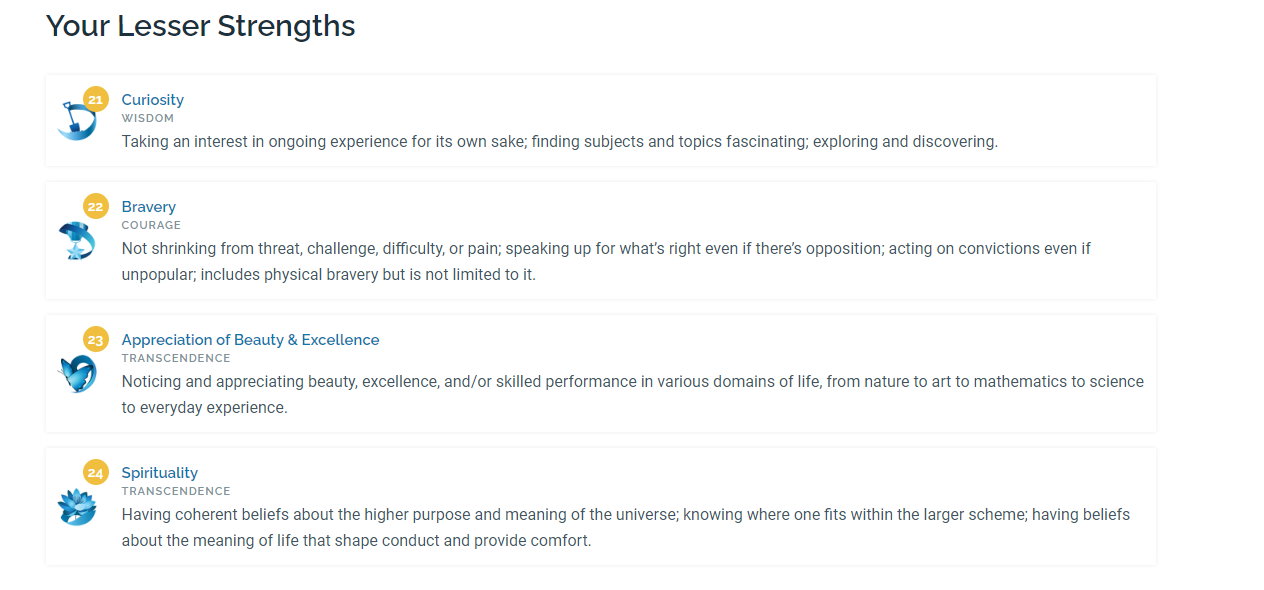 Your Lesser Strengths
21
Curiosity
WISDOM
Taking an interest in ongoing experience for its own sake; finding subjects and topics fascinating; exploring and discovering.
22
Bravery
COURAGE
Not shrinking from threat, challenge, difficulty, or pain; speaking up for what’s right even if there’s opposition; acting on convictions even if
unpopular; includes physical bravery but is not limited to it.
23
Appreciation of Beauty & Excellence
TRANSCENDENCE
Noticing and appreciating beauty, excellence, and/or skilled performance in various domains of life, from nature to art to mathematics to science
to everyday experience.
24
Spirituality
TRANSCENDENCE
Having coherent beliefs about the higher purpose and meaning of the universe; knowing where one fits within the larger scheme; having beliefs
about the meaning of life that shape conduct and provide comfort.